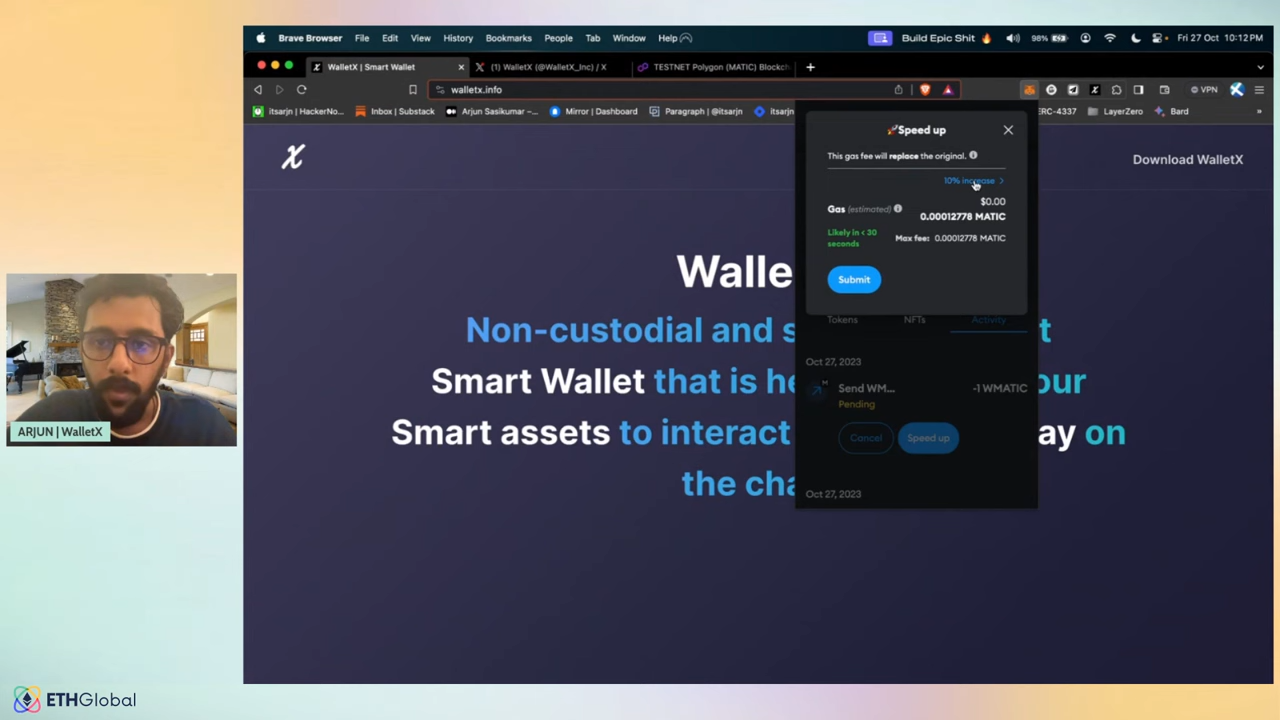 Brave Browser File Edit View History Bookmarks People Tab Window Help
Build Epic Shit 🔥 98% Fri 27 Oct 10:12 PM
WalletX | Smart Wallet
(1) WalletX (@WalletX_Inc) / X
TESTNET Polygon (MATIC) Blockch
walletx.info
VPN
itsarjn | HackerNo...
Inbox | Substack
Arjun Sasikumar –...
Mirror | Dashboard
Paragraph | @itsarjn
itsarjn
ERC-4337
LayerZero
Bard
X
Download WalletX
Walle
Non-custodial and s t
Smart Wallet that is he our
Smart assets to interact ay on
the cha
🚀Speed up
This gas fee will replace the original.
10% increase >
$0.00
Gas (estimated)
0.00012778 MATIC
Likely in < 30
seconds
Max fee: 0.00012778 MATIC
Submit
Tokens NFTs Activity
Oct 27, 2023
Send WM... -1 WMATIC
Pending
Cancel Speed up
Oct 27, 2023
ARJUN | WalletX
ETHGlobal